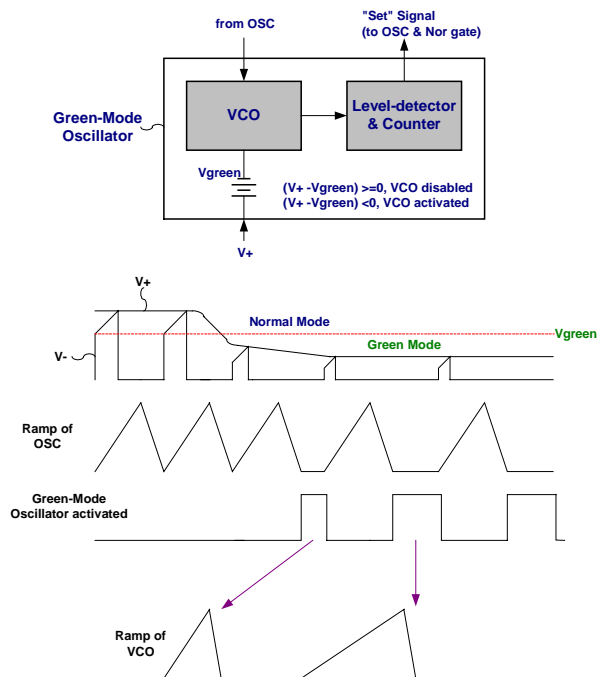 from OSC
"Set" Signal
(to OSC & Nor gate)
Green-Mode
Oscillator
VCO
Level-detector
& Counter
Vgreen
(V+ -Vgreen) >=0, VCO disabled
(V+ -Vgreen) <0, VCO activated
V+
V+
Normal Mode
Vgreen
Green Mode
V-
Ramp of
OSC
Green-Mode
Oscillator activated
Ramp of
VCO